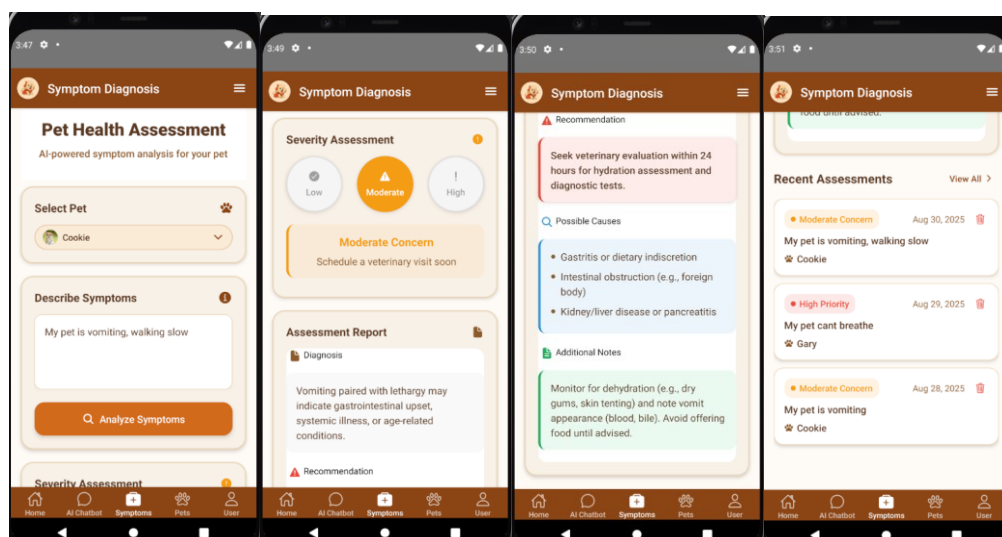 3:47
Symptom Diagnosis
Pet Health Assessment
AI-powered symptom analysis for your pet
Select Pet
Cookie
Describe Symptoms
My pet is vomiting, walking slow
Analyze Symptoms
Severity Assessment
Home AI Chatbot Symptoms Pets User
3:49
Symptom Diagnosis
Severity Assessment
Low Moderate High
Moderate Concern
Schedule a veterinary visit soon
Assessment Report
Diagnosis
Vomiting paired with lethargy may
indicate gastrointestinal upset,
systemic illness, or age-related
conditions.
Recommendation
Home AI Chatbot Symptoms Pets User
3:50
Symptom Diagnosis
Recommendation
Seek veterinary evaluation within 24
hours for hydration assessment and
diagnostic tests.
Possible Causes
Gastritis or dietary indiscretion
Intestinal obstruction (e.g., foreign
body)
Kidney/liver disease or pancreatitis
Additional Notes
Monitor for dehydration (e.g., dry
gums, skin tenting) and note vomit
appearance (blood, bile). Avoid offering
food until advised.
Home AI Chatbot Symptoms Pets User
3:51
Symptom Diagnosis
food until advised.
Recent Assessments View All
Moderate Concern Aug 30, 2025
My pet is vomiting, walking slow
Cookie
High Priority Aug 29, 2025
My pet cant breathe
Gary
Moderate Concern Aug 28, 2025
My pet is vomiting
Cookie
Home AI Chatbot Symptoms Pets User